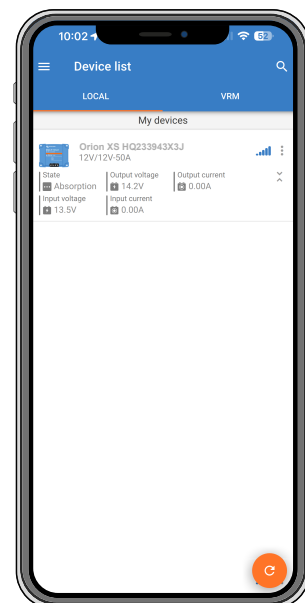 10:02
52
Device list
LOCAL
VRM
My devices
Orion XS HQ233943X3J
12V/12V-50A
State
Output voltage
Output current
Absorption
14.2V
0.00A
Input voltage
Input current
13.5V
0.00A